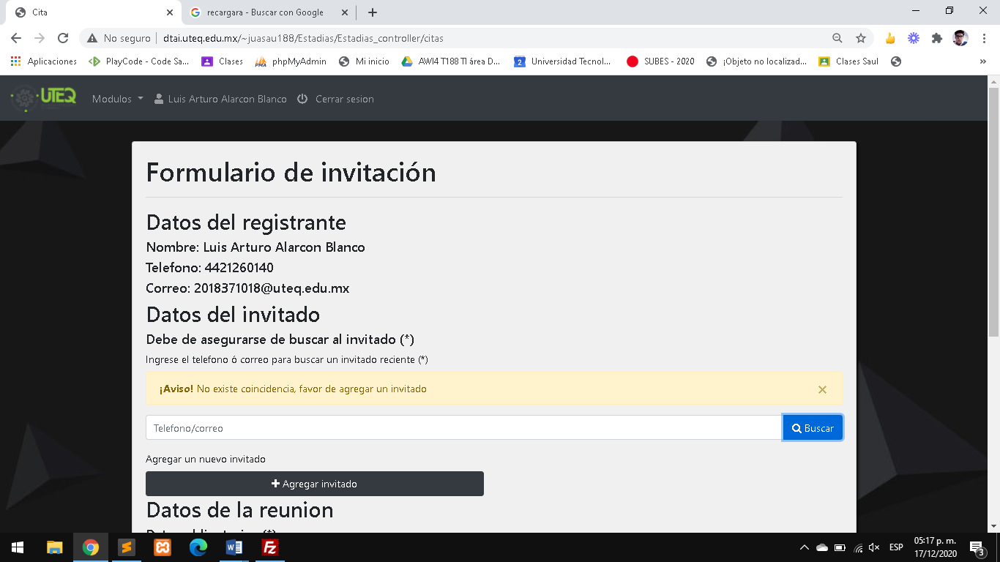 Cita
recargara - Buscar con Google
No seguro | dtai.uteq.edu.mx/~juasau188/Estadias/Estadias_controller/citas
Aplicaciones
PlayCode - Code Sa...
Clases
phpMyAdmin
Mi inicio
AWI4 T188 TI área D...
Universidad Tecnol...
SUBES - 2020
¡Objeto no localizad...
Clases Saul
»
UTEQ
Modulos
Luis Arturo Alarcon Blanco
Cerrar sesion
Formulario de invitación
Datos del registrante
Nombre: Luis Arturo Alarcon Blanco
Telefono: 4421260140
Correo: 2018371018@uteq.edu.mx
Datos del invitado
Debe de asegurarse de buscar al invitado (*)
Ingrese el telefono ó correo para buscar un invitado reciente (*)
¡Aviso! No existe coincidencia, favor de agregar un invitado
Telefono/correo
Buscar
Agregar un nuevo invitado
Agregar invitado
Datos de la reunion
ESP
05:17 p. m.
17/12/2020
3